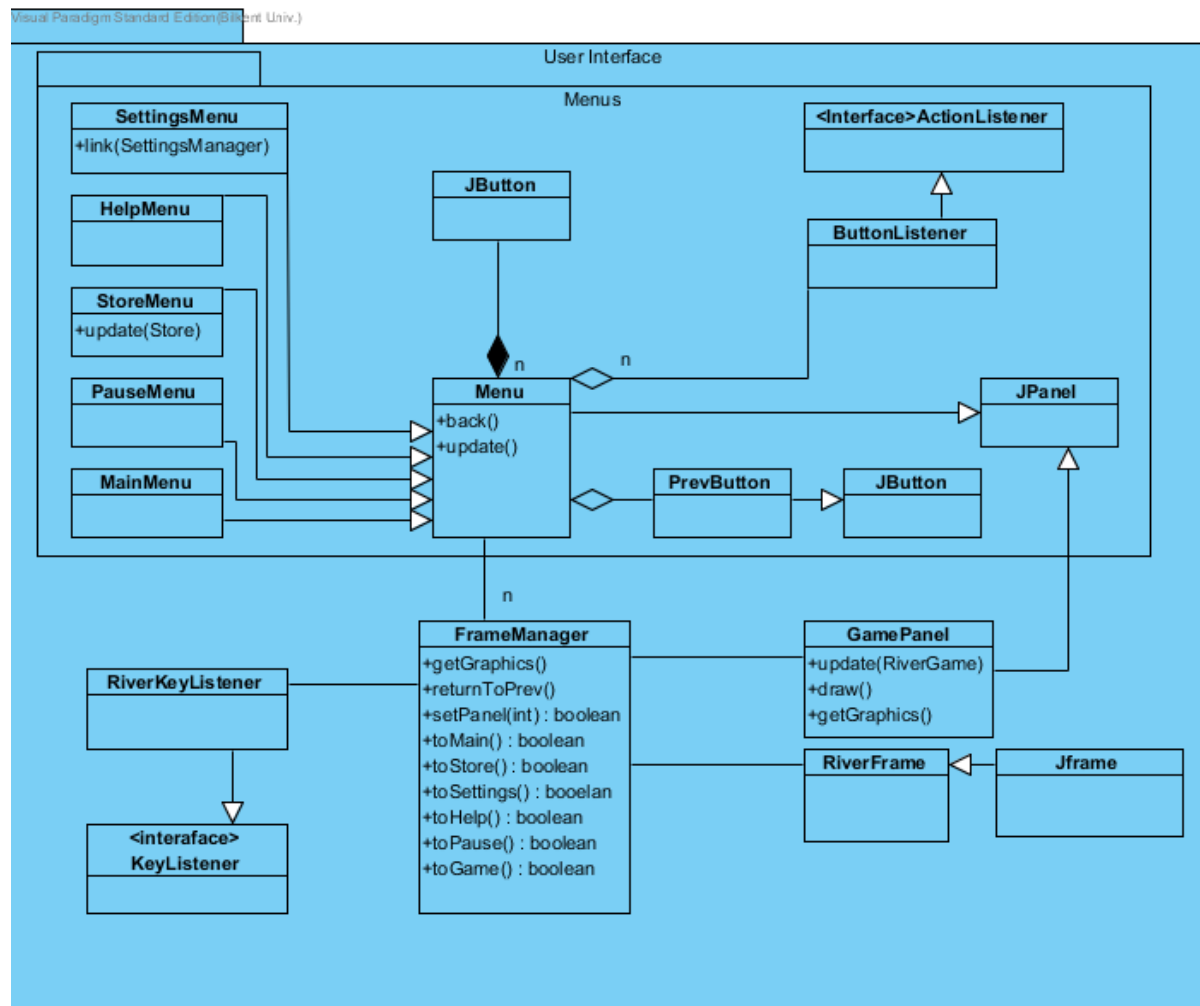 Visual Paradigm Standard Edition(Bilkent Univ.)
User Interface
Menus
SettingsMenu
+link(SettingsManager)
HelpMenu
StoreMenu
+update(Store)
PauseMenu
MainMenu
JButton
<Interface>ActionListener
ButtonListener
n
n
Menu
+back()
+update()
JPanel
PrevButton
JButton
n
FrameManager
+getGraphics()
+returnToPrev()
+setPanel(int) : boolean
+toMain() : boolean
+toStore() : boolean
+toSettings() : booelan
+toHelp() : boolean
+toPause() : boolean
+toGame() : boolean
GamePanel
+update(RiverGame)
+draw()
+getGraphics()
RiverKeyListener
RiverFrame
Jframe
<interaface>
KeyListener